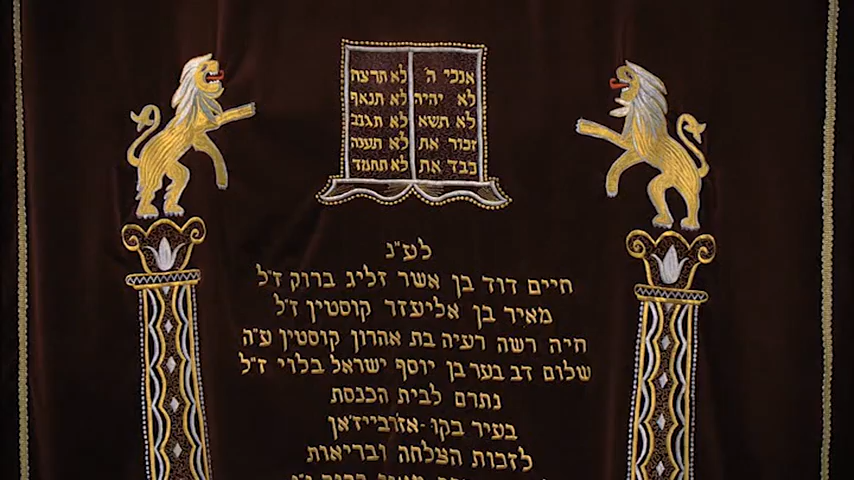 אנכי ה' לא תרצח
לא יהיה לא תנאף
לא תשא לא תגנב
זכור את לא תענה
כבד את לא תחמד
לע"נ
חיים דוד בן אשר זליג ברוק ז"ל
מאיר בן אליעזר קוסטין ז"ל
חיה רשה רעיה בת אהרון קוסטין ע"ה
שלום דב בער בן יוסף ישראל בלוי ז"ל
נתרם לבית הכנסת
בעיר בקו-אזרבייז'אן
לזכות הצלחה ובריאות